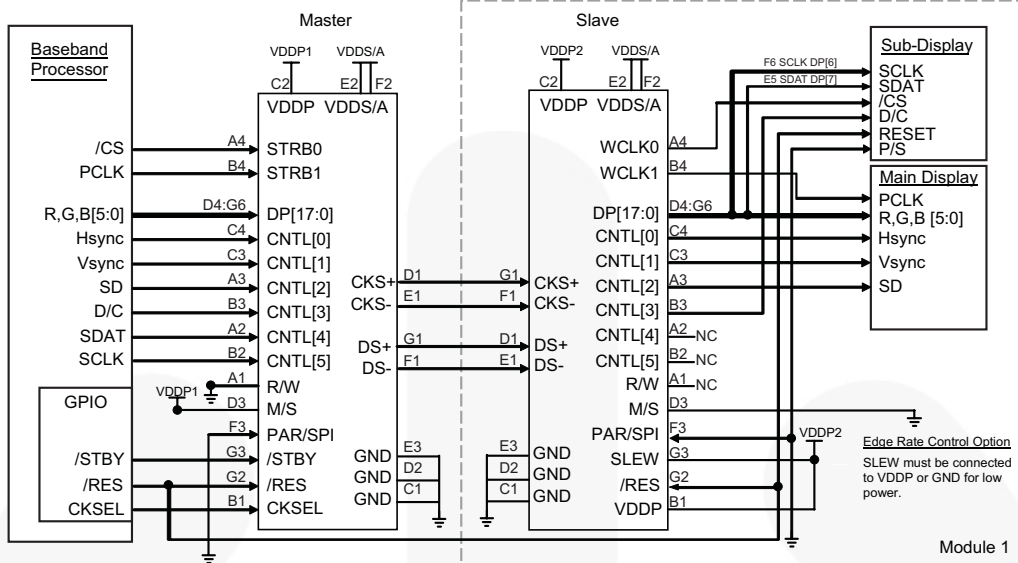 Master
Slave
Baseband
Processor
VDDP1
VDDS/A
VDDP2
VDDS/A
Sub-Display
C2
E2
F2
C2
E2
F2
F6 SCLK DP[6]
E5 SDAT DP[7]
SCLK
SDAT
/CS
D/C
RESET
P/S
VDDP
VDDS/A
VDDP
VDDS/A
/CS
A4
STRB0
WCLK0
A4
PCLK
B4
STRB1
WCLK1
B4
Main Display
PCLK
R,G,B[5:0]
D4:G6
DP[17:0]
DP[17:0]
D4:G6
R,G,B [5:0]
Hsync
C4
CNTL[0]
CNTL[0]
C4
Hsync
Vsync
C3
CNTL[1]
CNTL[1]
C3
Vsync
SD
A3
CNTL[2]
CKS+
D1
G1
CKS+
CNTL[2]
A3
SD
D/C
B3
CNTL[3]
CKS-
E1
F1
CKS-
CNTL[3]
B3
SDAT
A2
CNTL[4]
DS+
G1
D1
DS+
CNTL[4]
A2
NC
SCLK
B2
CNTL[5]
DS-
F1
E1
DS-
CNTL[5]
B2
NC
GPIO
VDDP1
A1
R/W
R/W
A1
NC
D3
M/S
M/S
D3
F3
PAR/SPI
PAR/SPI
F3
VDDP2
Edge Rate Control Option
/STBY
G3
/STBY
GND
E3
E3
GND
SLEW
G3
SLEW must be connected
to VDDP or GND for low
power.
/RES
G2
/RES
GND
D2
D2
GND
/RES
G2
CKSEL
B1
CKSEL
GND
C1
C1
GND
VDDP
B1
Module 1